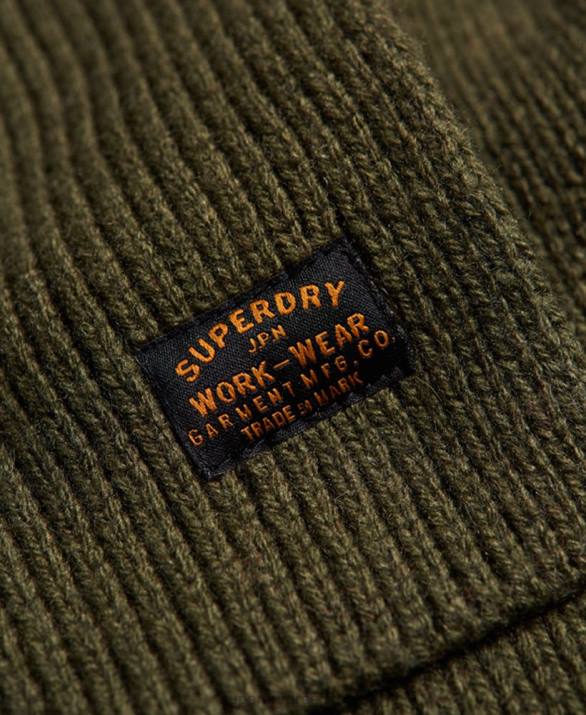 SUPERDRY
JPN
WORK-WEAR
GARMENT MFG. CO.
TRADE MARK